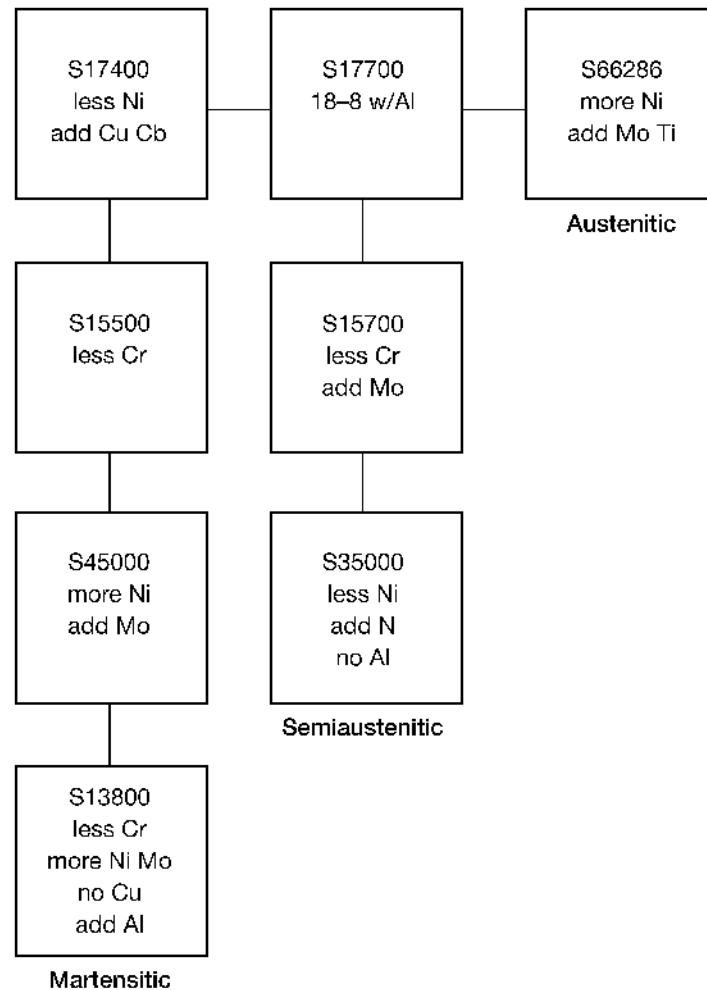 S17400
less Ni
add Cu Cb
S17700
18–8 w/Al
S66286
more Ni
add Mo Ti
Austenitic
S15500
less Cr
S15700
less Cr
add Mo
S45000
more Ni
add Mo
S35000
less Ni
add N
no Al
Semiaustenitic
S13800
less Cr
more Ni Mo
no Cu
add Al
Martensitic